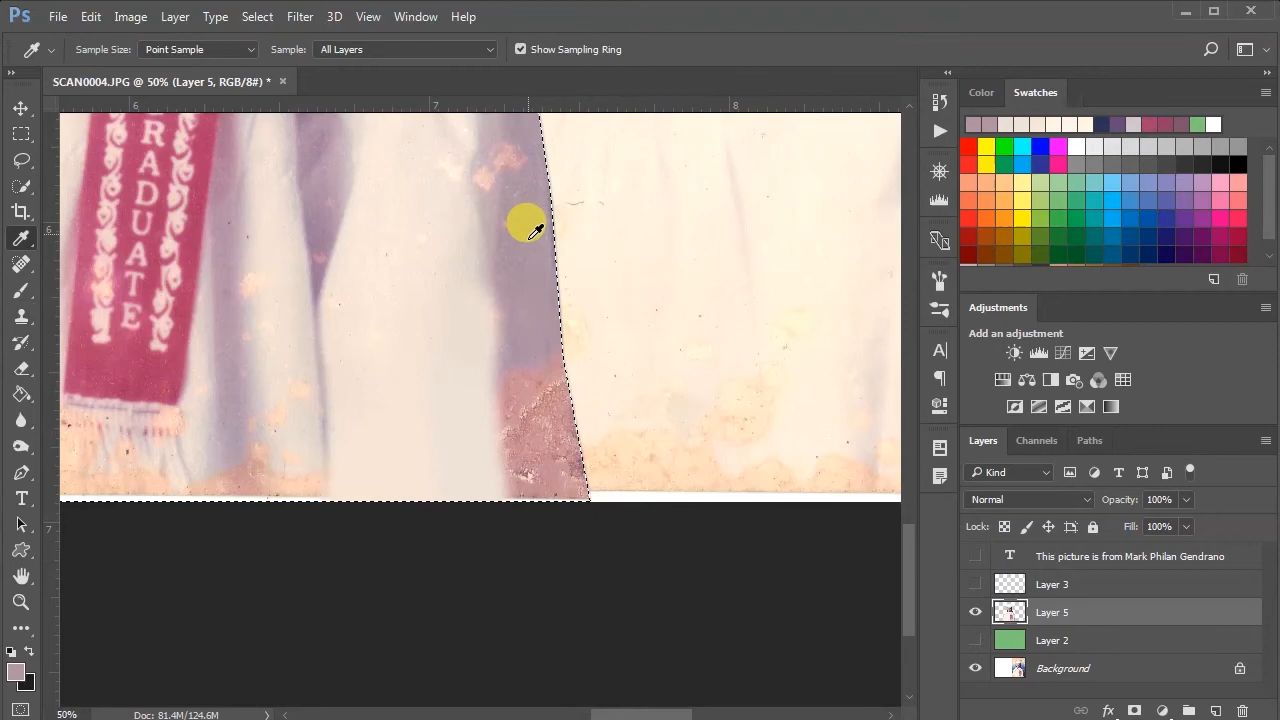 Ps File Edit Image Layer Type Select Filter 3D View Window Help
Sample Size: Point Sample Sample: All Layers Show Sampling Ring
SCAN0004.JPG @ 50% (Layer 5, RGB/8#) * ×
6 7 8
6
7
RADUATE
Color Swatches
Adjustments
Add an adjustment
Layers Channels Paths
Kind
Normal Opacity: 100%
Lock: Fill: 100%
T This picture is from Mark Philan Gendrano
Layer 3
Layer 5
Layer 2
Background
50% Doc: 81.4M/124.6M